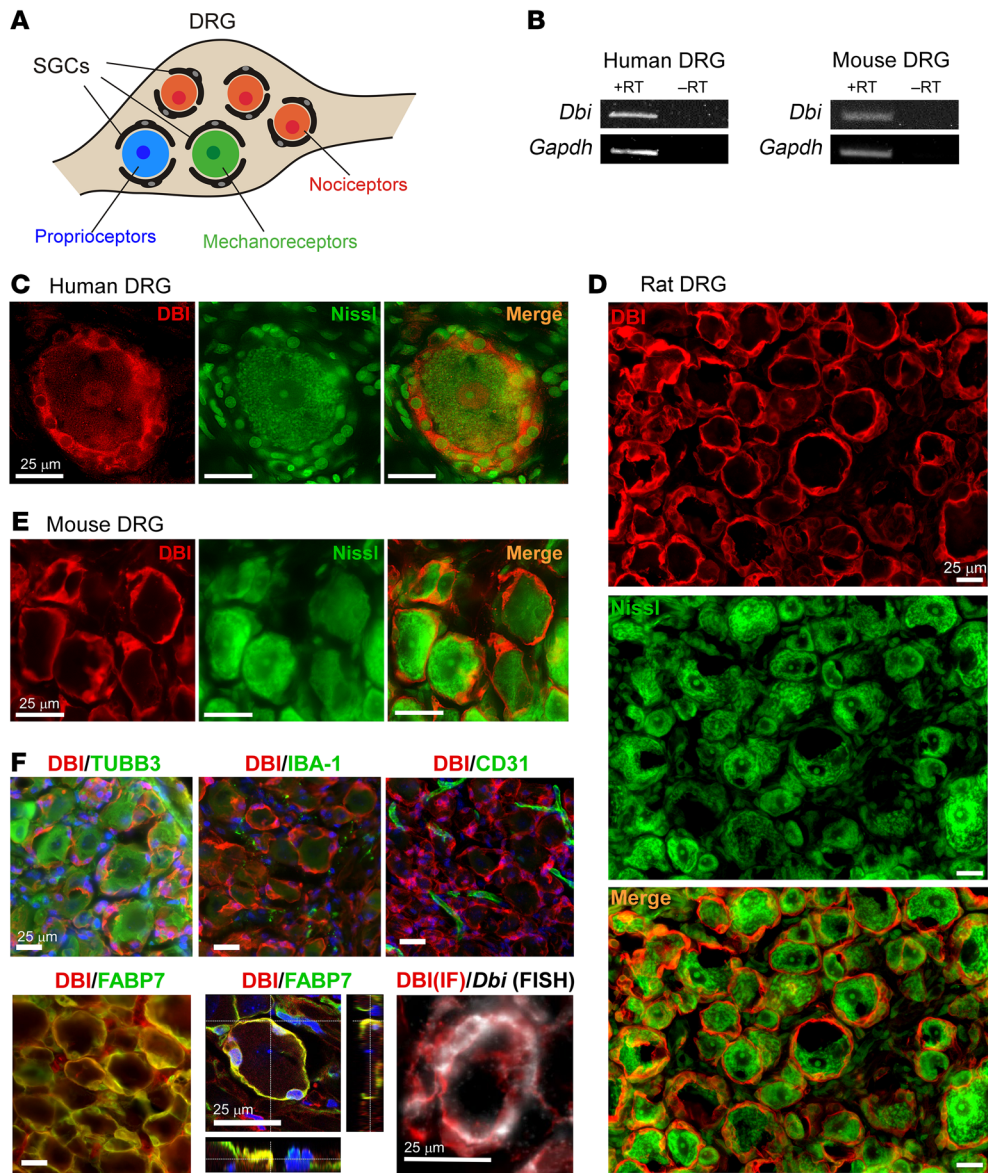 A
DRG
SGCs
Nociceptors
Proprioceptors
Mechanoreceptors
B
Human DRG
Mouse DRG
+RT –RT
+RT –RT
Dbi
Gapdh
Dbi
Gapdh
C Human DRG
DBI
Nissl
Merge
25 μm
D Rat DRG
DBI
25 μm
Nissl
Merge
E Mouse DRG
DBI
Nissl
Merge
25 μm
F
DBI/TUBB3
DBI/IBA-1
DBI/CD31
25 μm
DBI/FABP7
DBI/FABP7
DBI(IF)/Dbi (FISH)
25 μm
25 μm